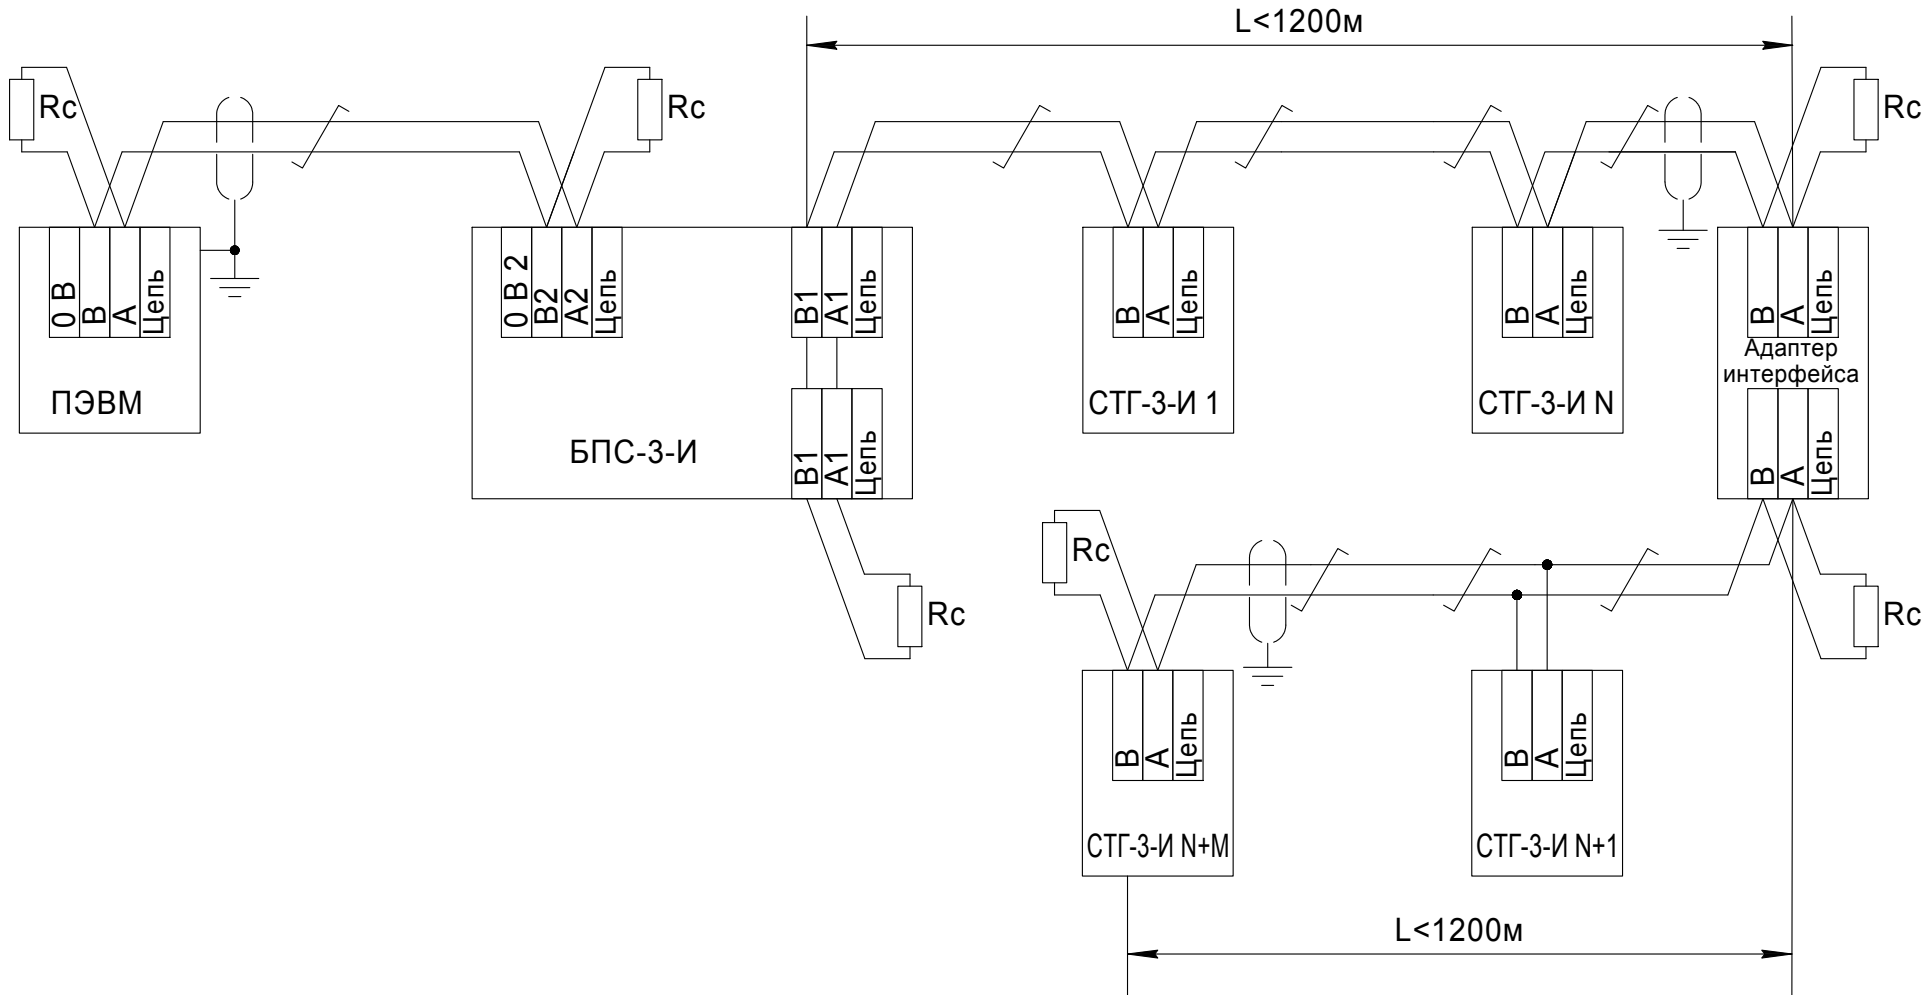 L<1200м
Rc
Rc
Rc
0 В
В
А
Цепь
ПЭВМ
0 В 2
В2
А2
Цепь
В1
А1
Цепь
БПС-3-И
В1
А1
Цепь
Rc
В
А
Цепь
СТГ-3-И 1
В
А
Цепь
СТГ-3-И N
В
А
Цепь
Адаптер
интерфейса
В
А
Цепь
Rc
Rc
В
А
Цепь
СТГ-3-И N+М
В
А
Цепь
СТГ-3-И N+1
L<1200м